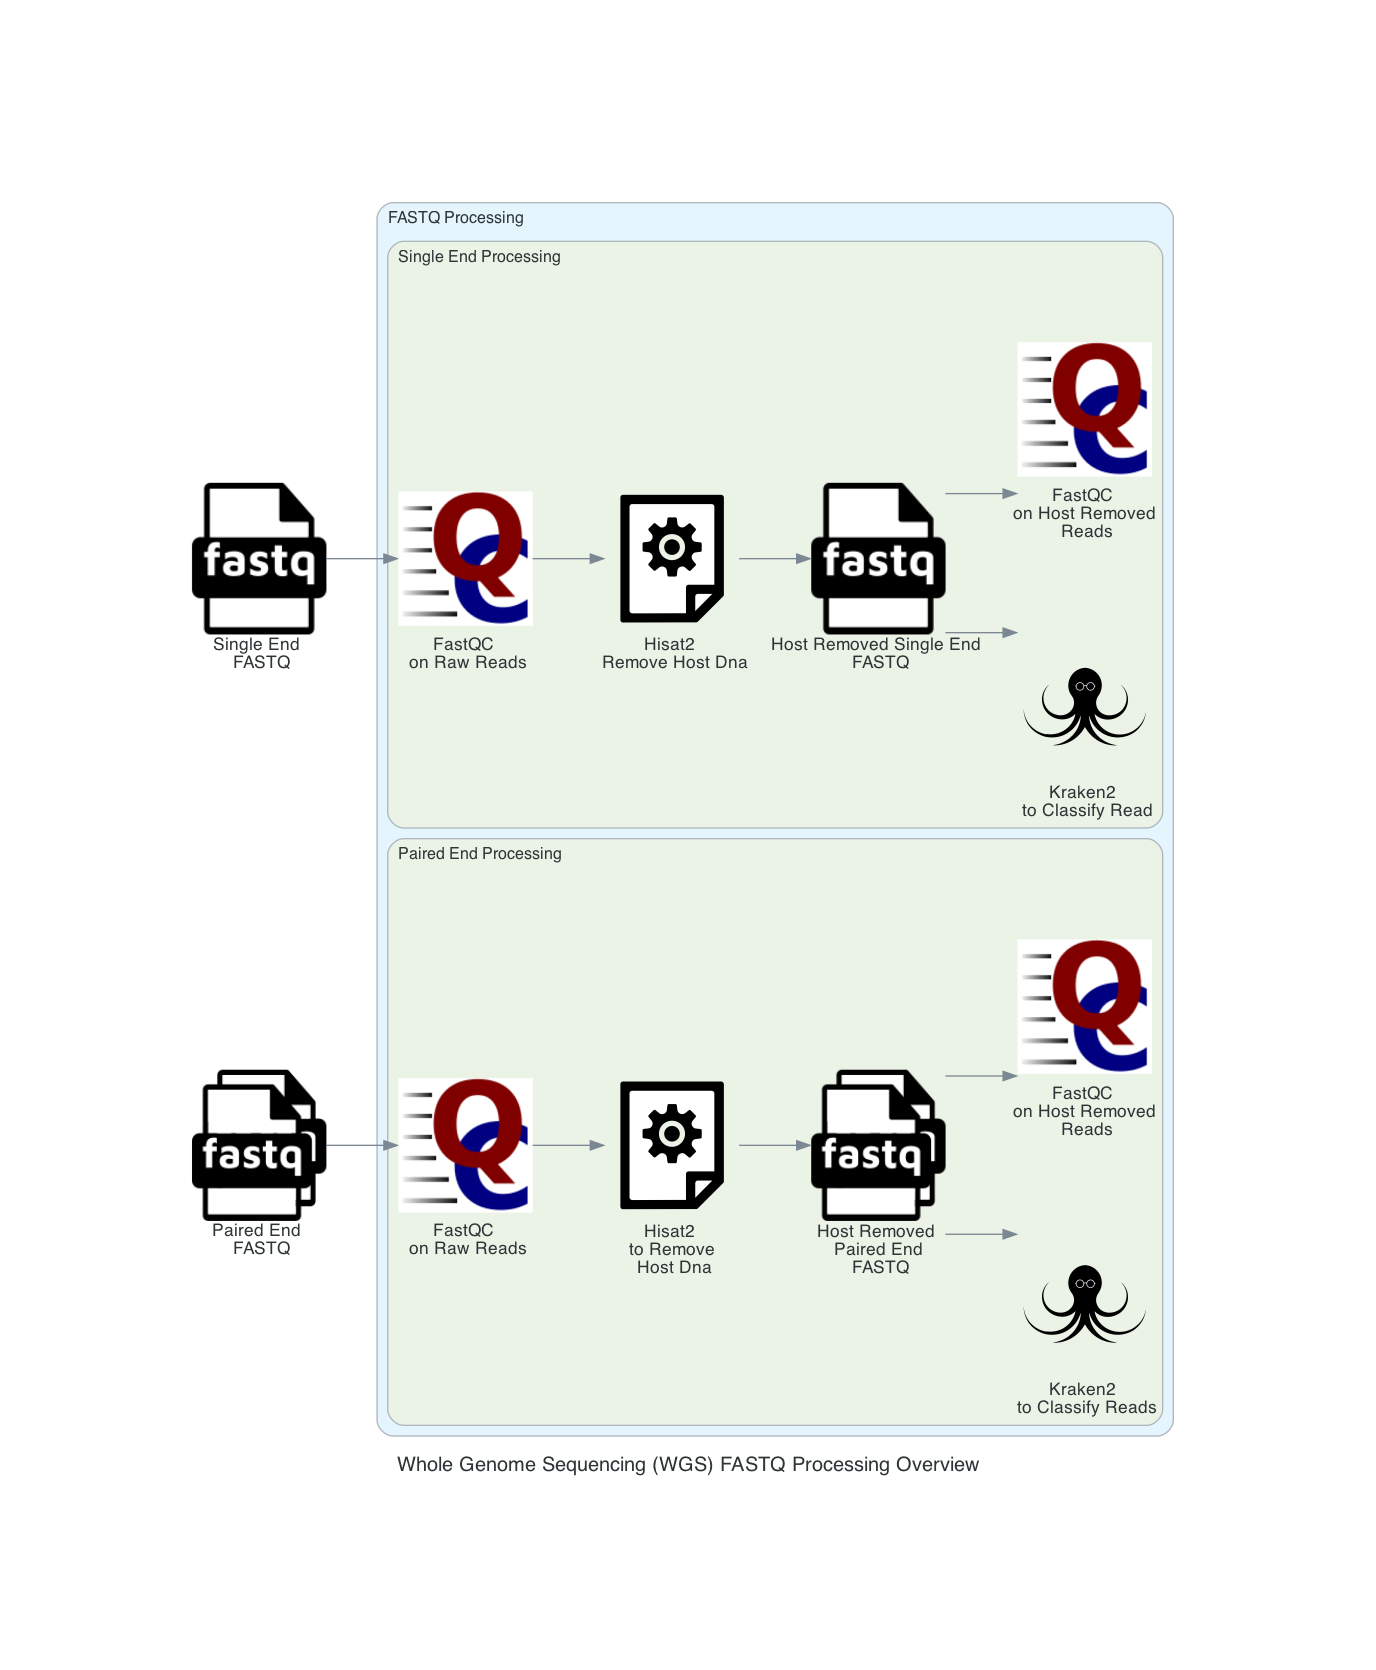 FASTQ Processing
Single End Processing
FastQC
on Host Removed
Reads
fastq
Single End
FASTQ
FastQC
on Raw Reads
Hisat2
Remove Host Dna
fastq
Host Removed Single End
FASTQ
Kraken2
to Classify Read
Paired End Processing
FastQC
on Host Removed
Reads
fastq
Paired End
FASTQ
FastQC
on Raw Reads
Hisat2
to Remove
Host Dna
fastq
Host Removed
Paired End
FASTQ
Kraken2
to Classify Reads
Whole Genome Sequencing (WGS) FASTQ Processing Overview